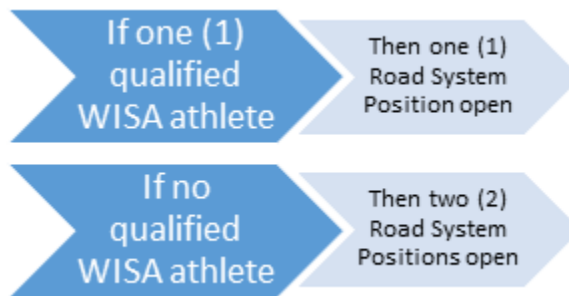 If one (1)
qualified
WISA athlete
Then one (1)
Road System
Position open
If no
qualified
WISA athlete
Then two (2)
Road System
Positions open